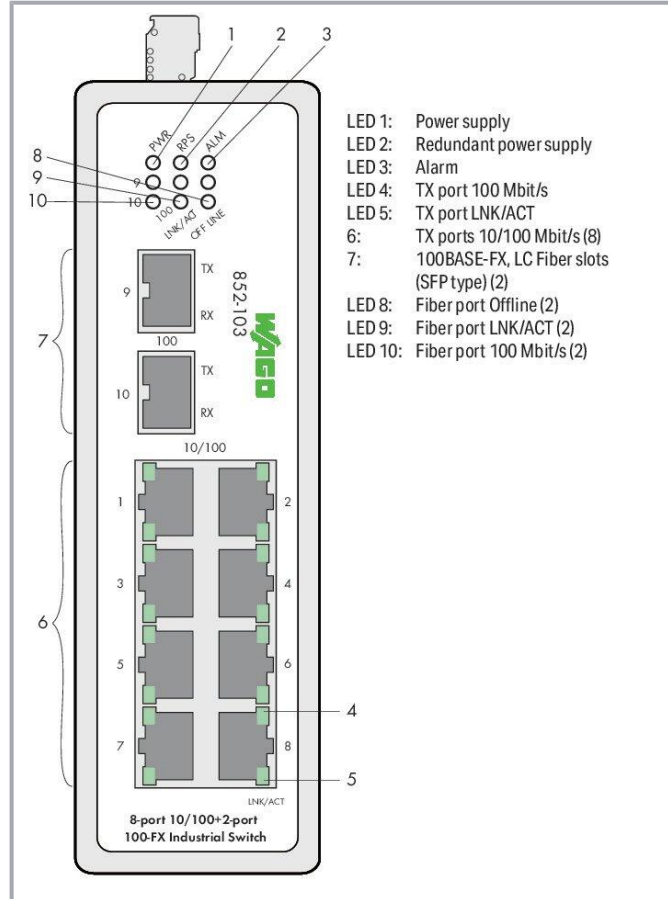 1
2
3
PWR
RPS
ALM
8
9
9
10
10
100
LNK/ACT
OFF LINE
TX
9
RX
852-103
WAGO
100
7
TX
10
RX
10/100
1
2
3
4
6
5
6
7
8
4
5
LNK/ACT
8-port 10/100+2-port
100-FX Industrial Switch
LED 1: Power supply
LED 2: Redundant power supply
LED 3: Alarm
LED 4: TX port 100 Mbit/s
LED 5: TX port LNK/ACT
6: TX ports 10/100 Mbit/s (8)
7: 100BASE-FX, LC Fiber slots
(SFP type) (2)
LED 8: Fiber port Offline (2)
LED 9: Fiber port LNK/ACT (2)
LED 10: Fiber port 100 Mbit/s (2)